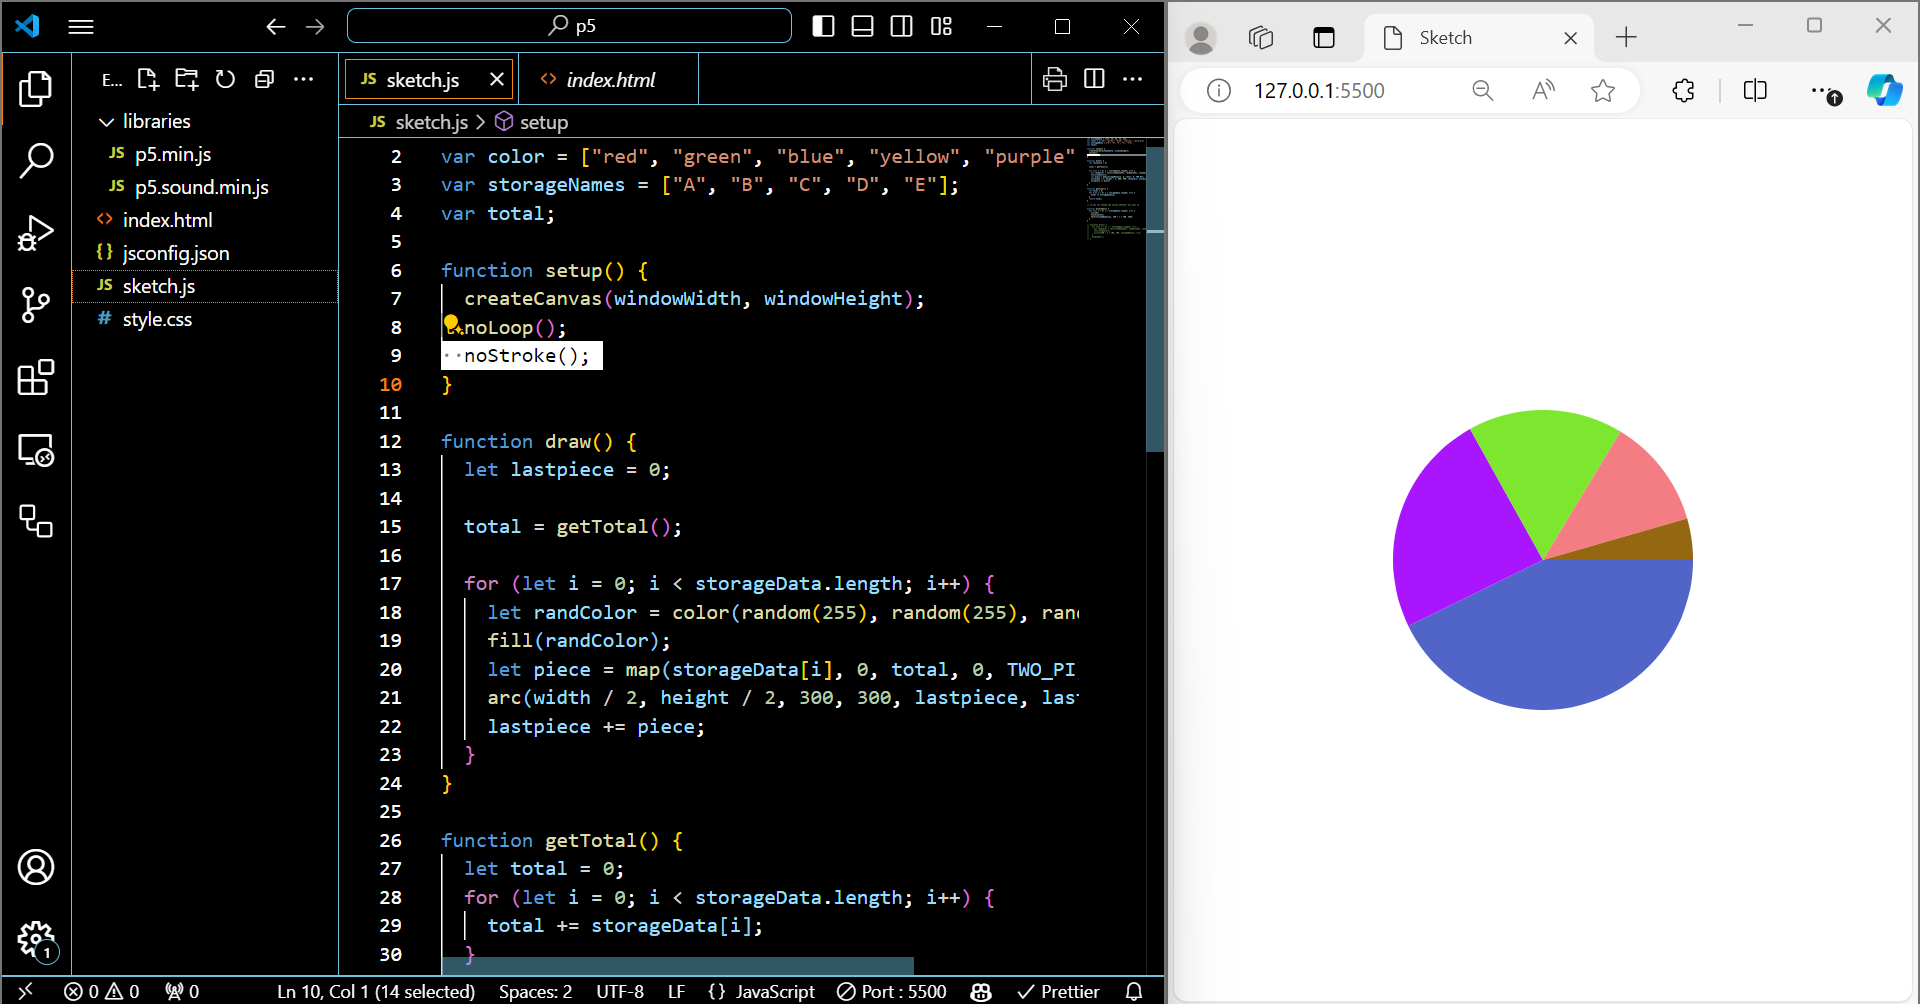 p5
Sketch
E...
sketch.js
index.html
127.0.0.1:5500
libraries
JS p5.min.js
JS p5.sound.min.js
<> index.html
{} jsconfig.json
JS sketch.js
# style.css
JS sketch.js > setup
2 var color = ["red", "green", "blue", "yellow", "purple"
3 var storageNames = ["A", "B", "C", "D", "E"];
4 var total;
5
6 function setup() {
7 createCanvas(windowWidth, windowHeight);
8 noLoop();
9 ··noStroke();
10 }
11
12 function draw() {
13 let lastpiece = 0;
14
15 total = getTotal();
16
17 for (let i = 0; i < storageData.length; i++) {
18 let randColor = color(random(255), random(255), ran
19 fill(randColor);
20 let piece = map(storageData[i], 0, total, 0, TWO_PI
21 arc(width / 2, height / 2, 300, 300, lastpiece, las
22 lastpiece += piece;
23 }
24 }
25
26 function getTotal() {
27 let total = 0;
28 for (let i = 0; i < storageData.length; i++) {
29 total += storageData[i];
30 }
1
0 0 0 Ln 10, Col 1 (14 selected) Spaces: 2 UTF-8 LF {} JavaScript Port : 5500 Prettier